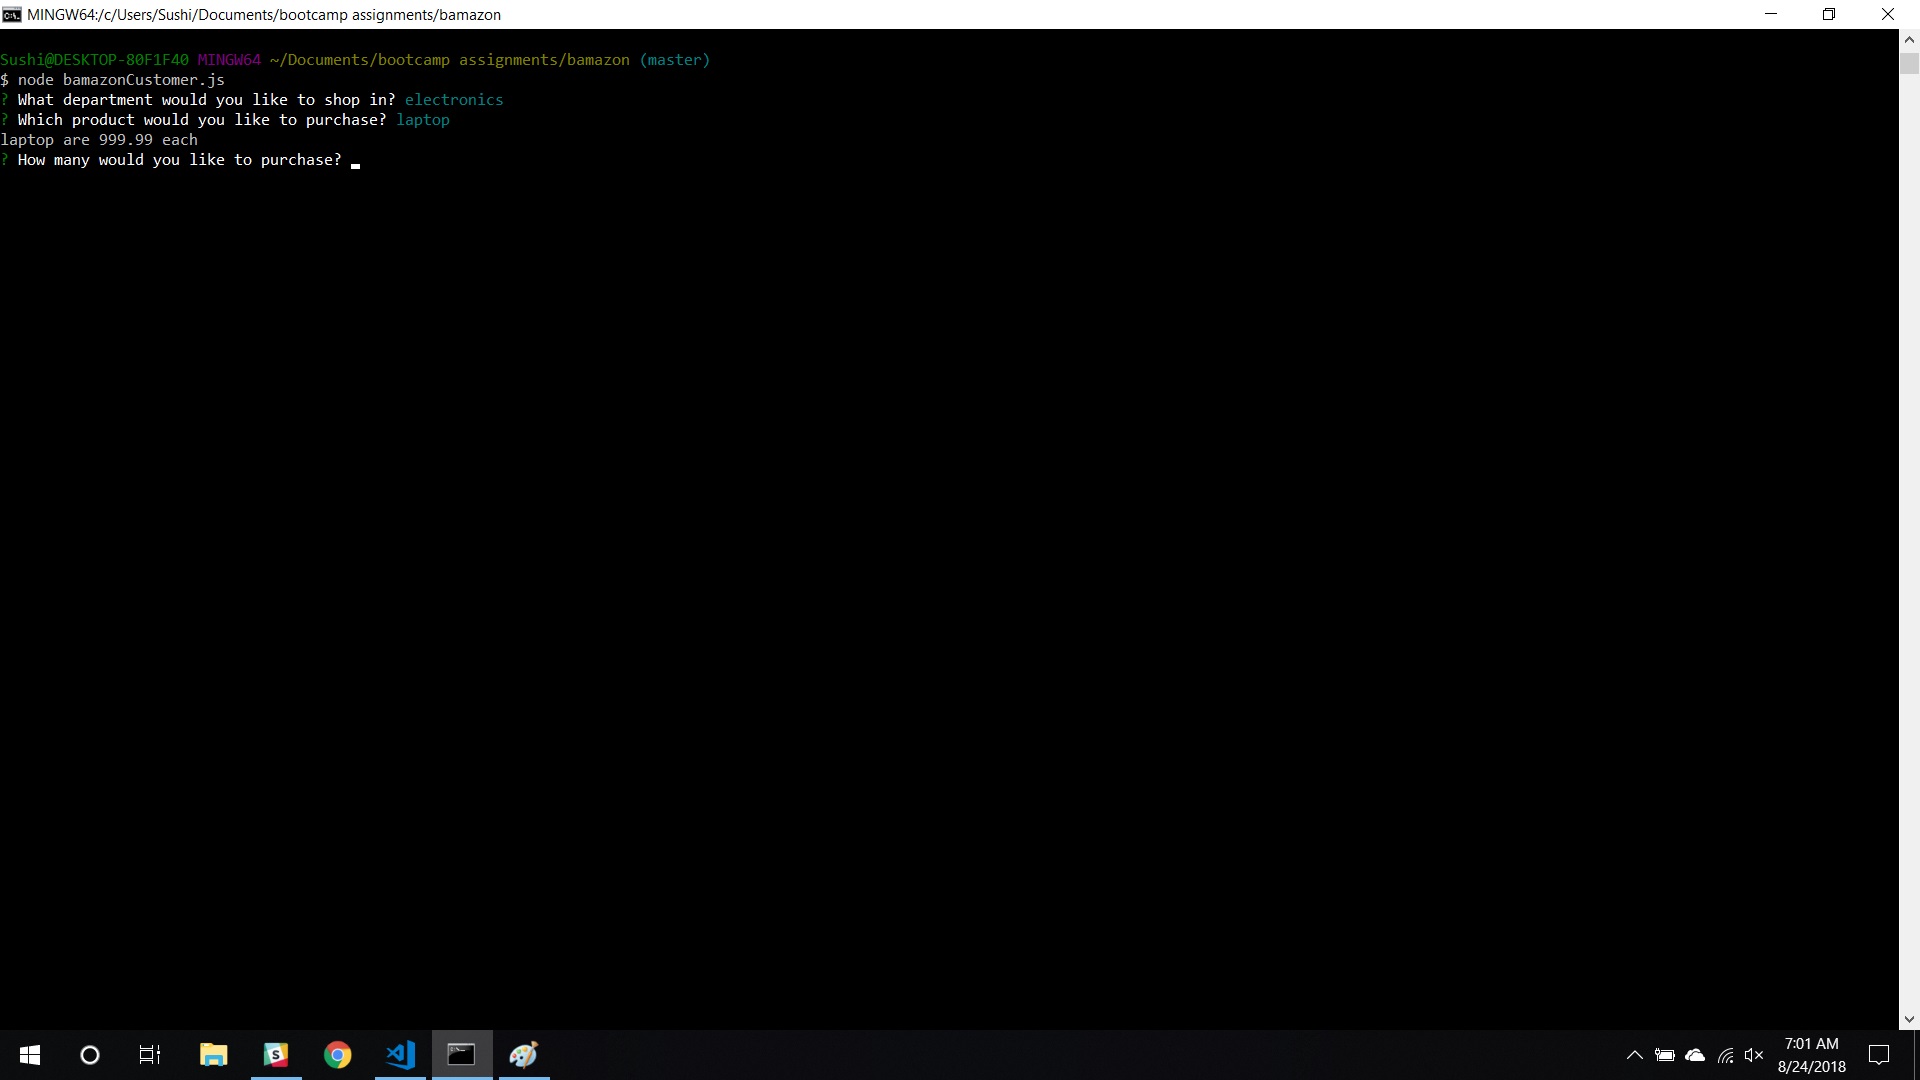 MINGW64:/c/Users/Sushi/Documents/bootcamp assignments/bamazon
Sushi@DESKTOP-80F1F40 MINGW64 ~/Documents/bootcamp assignments/bamazon (master)
$ node bamazonCustomer.js
? What department would you like to shop in? electronics
? Which product would you like to purchase? laptop
laptop are 999.99 each
? How many would you like to purchase?
7:01 AM
8/24/2018